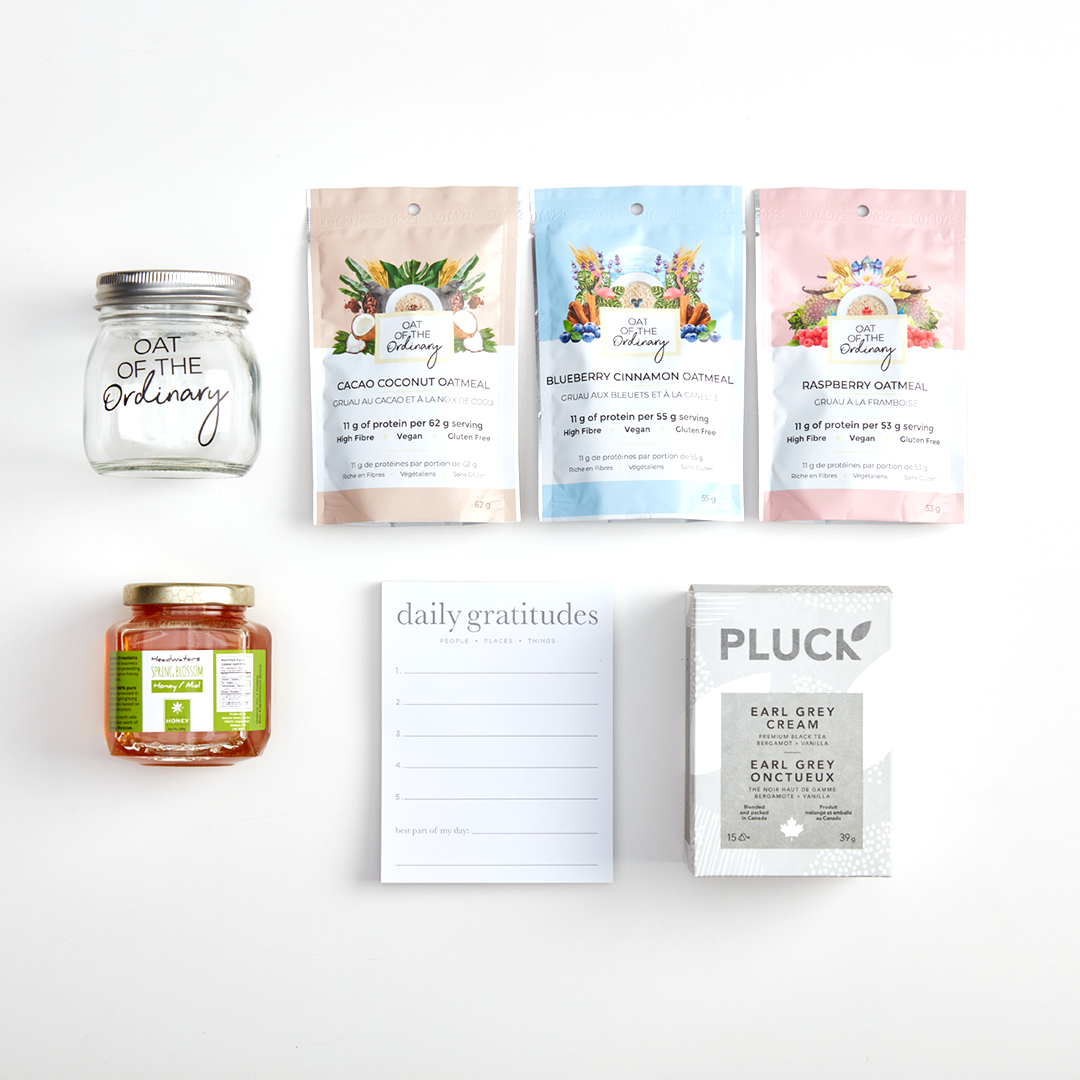 OAT
OF THE
Ordinary
OAT
OF THE
Ordinary
CACAO COCONUT OATMEAL
GRUAU AU CACAO ET À LA NOIX DE COCO
11 g of protein per 62 g serving
High Fibre Vegan Gluten Free
11 g de protéines par portion de 62 g
Riche en Fibres Végétaliens Sans Gluten
62 g
OAT
OF THE
Ordinary
BLUEBERRY CINNAMON OATMEAL
GRUAU AUX BLEUETS ET À LA CANELLE
11 g of protein per 55 g serving
High Fibre Vegan Gluten Free
11 g de protéines par portion de 55 g
Riche en Fibres Végétaliens Sans Gluten
55 g
OAT
OF THE
Ordinary
RASPBERRY OATMEAL
GRUAU À LA FRAMBOISE
11 g of protein per 53 g serving
High Fibre Vegan Gluten Free
11 g de protéines par portion de 53 g
Riche en Fibres Végétaliens Sans Gluten
53 g
Headwaters
SPRING BLOSSOM
Honey / Miel
HONEY
daily gratitudes
PEOPLE • PLACES • THINGS
1.
2.
3.
4.
5.
best part of my day:
PLUCK
EARL GREY
CREAM
PREMIUM BLACK TEA
BERGAMOT + VANILLA
EARL GREY
ONCTUEUX
THÉ NOIR HAUT DE GAMME
BERGAMOTE + VANILLA
Blended
and packed
in Canada
Produit
mélangé et emballé
au Canada
15
39g